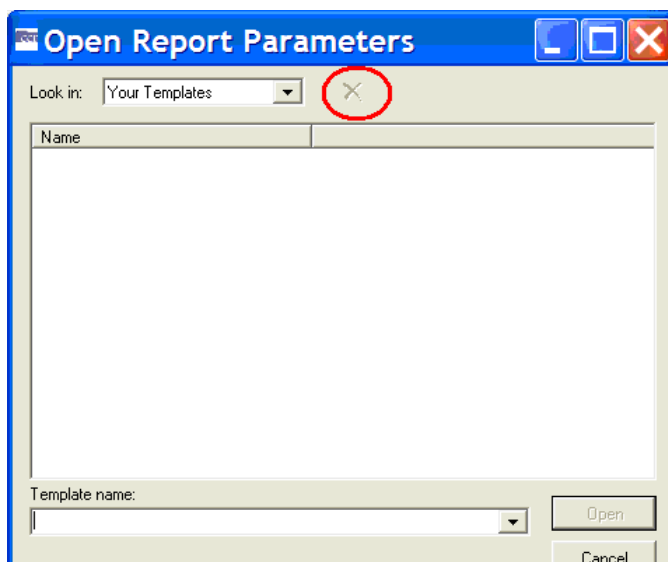 Open Report Parameters
Look in: Your Templates
Name
Template name:
Open
Cancel